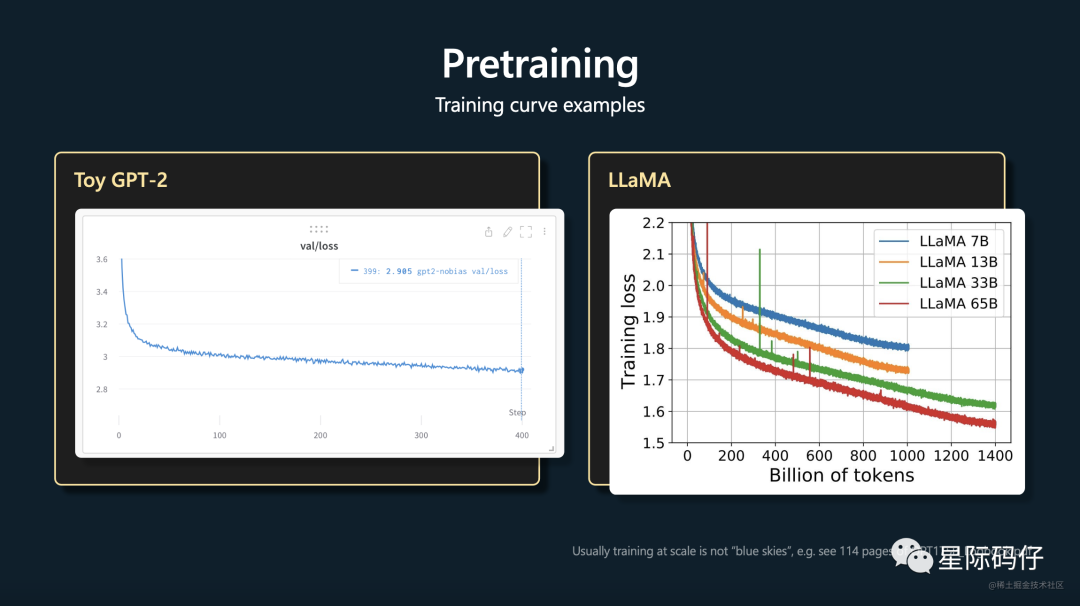 Pretraining
Training curve examples
Toy GPT-2
val/loss
399: 2.905 gpt2-nobias val/loss
3.6
3.4
3.2
3
2.8
Step
0 100 200 300 400
LLaMA
Training loss
2.2
2.1
2.0
1.9
1.8
1.7
1.6
1.5
LLaMA 7B
LLaMA 13B
LLaMA 33B
LLaMA 65B
0 200 400 600 800 1000 1200 1400
Billion of tokens
Usually training at scale is not “blue skies”, e.g. see 114 pages
星际码仔
@稀土掘金技术社区